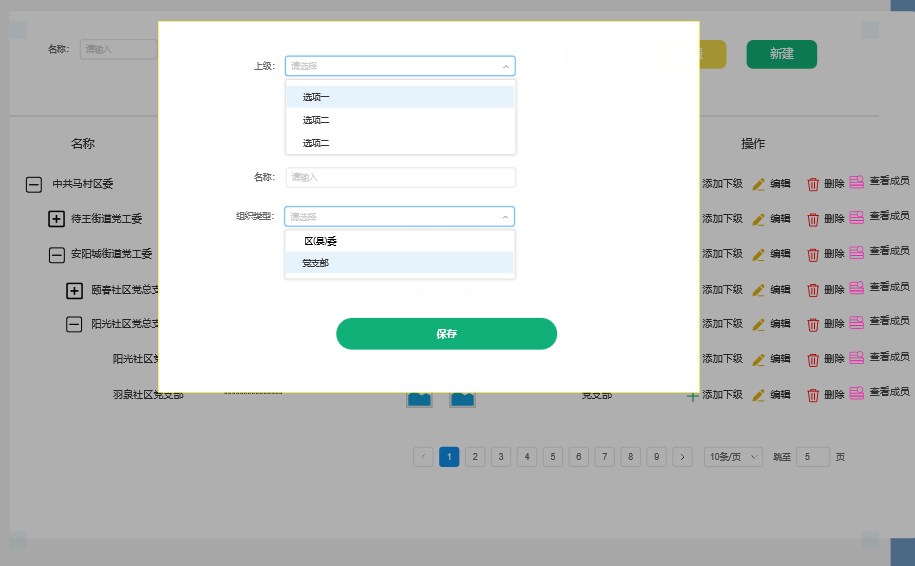 名称： 请输入
新建
上级： 请选择
选项一
选项二
选项二
名称： 请输入
组织类型： 请选择
区(县)委
党支部
保存
名称 操作
中共马村区委 添加下级 编辑 删除 查看成员
待王街道党工委 添加下级 编辑 删除 查看成员
安阳城街道党工委 添加下级 编辑 删除 查看成员
颐春社区党总支 添加下级 编辑 删除 查看成员
阳光社区党总支 添加下级 编辑 删除 查看成员
阳光社区 添加下级 编辑 删除 查看成员
羽泉社区党支部 党支部 添加下级 编辑 删除 查看成员
1 2 3 4 5 6 7 8 9 10条/页 跳至 5 页